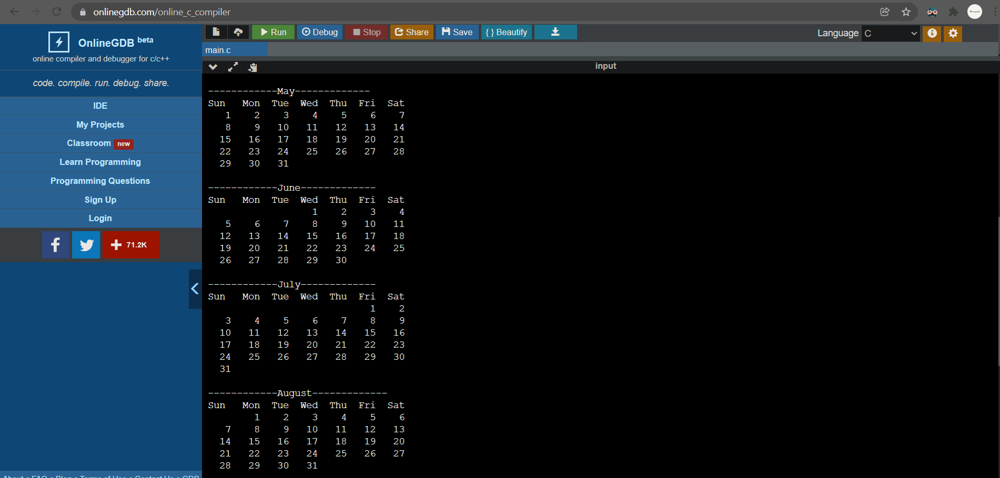 onlinegdb.com/online_c_compiler
OnlineGDB beta
online compiler and debugger for c/c++
code. compile. run. debug. share.
IDE
My Projects
Classroom new
Learn Programming
Programming Questions
Sign Up
Login
71.2K
Run Debug Stop Share Save { } Beautify
Language C
main.c
input
------------May-------------
Sun   Mon  Tue  Wed  Thu  Fri  Sat
   1    2    3    4    5    6    7
   8    9   10   11   12   13   14
  15   16   17   18   19   20   21
  22   23   24   25   26   27   28
  29   30   31
------------June-------------
Sun   Mon  Tue  Wed  Thu  Fri  Sat
                  1    2    3    4
   5    6    7    8    9   10   11
  12   13   14   15   16   17   18
  19   20   21   22   23   24   25
  26   27   28   29   30
------------July-------------
Sun   Mon  Tue  Wed  Thu  Fri  Sat
                            1    2
   3    4    5    6    7    8    9
  10   11   12   13   14   15   16
  17   18   19   20   21   22   23
  24   25   26   27   28   29   30
  31
------------August-------------
Sun   Mon  Tue  Wed  Thu  Fri  Sat
        1    2    3    4    5    6
   7    8    9   10   11   12   13
  14   15   16   17   18   19   20
  21   22   23   24   25   26   27
  28   29   30   31
About • FAQ • Blog • Terms of Use • Contact Us • GDB